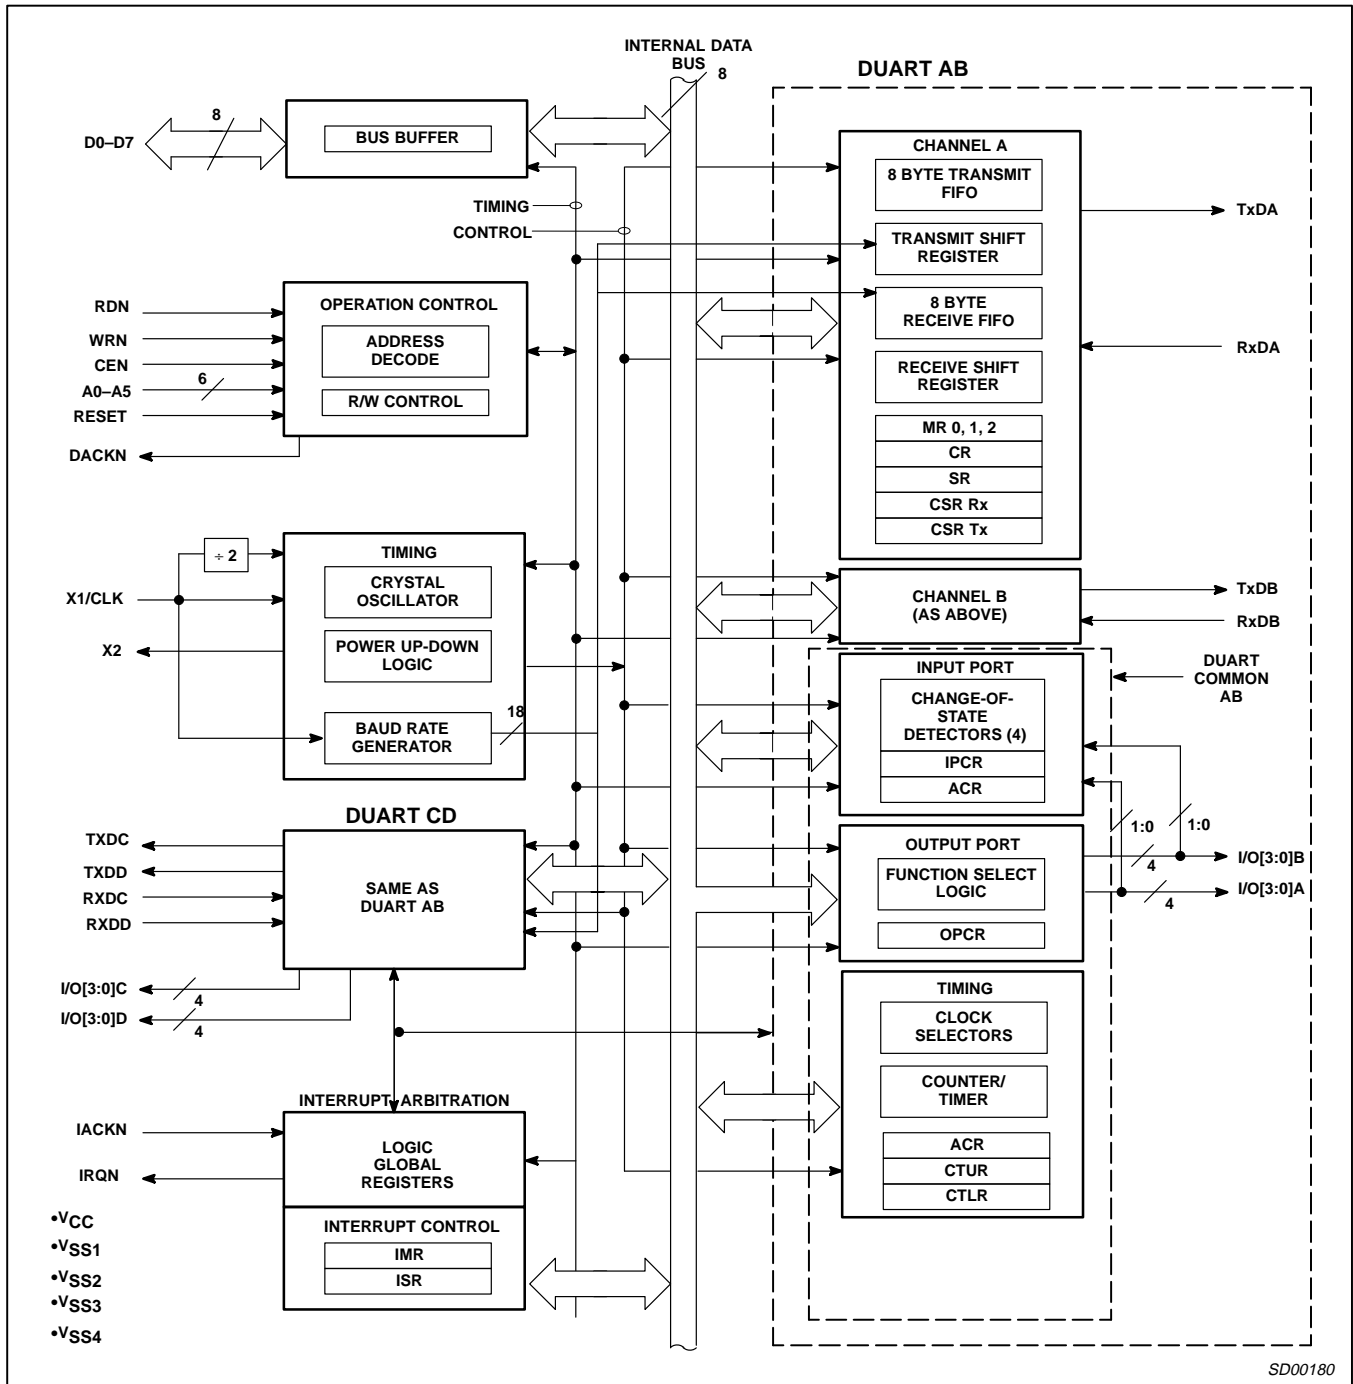 INTERNAL DATA
BUS
8
DUART AB
D0–D7
8
BUS BUFFER
TIMING
CONTROL
CHANNEL A
8 BYTE TRANSMIT
FIFO
TRANSMIT SHIFT
REGISTER
8 BYTE
RECEIVE FIFO
RECEIVE SHIFT
REGISTER
MR 0, 1, 2
CR
SR
CSR Rx
CSR Tx
TxDA
RxDA
RDN
WRN
CEN
A0–A5
6
RESET
DACKN
OPERATION CONTROL
ADDRESS
DECODE
R/W CONTROL
÷ 2
X1/CLK
X2
TIMING
CRYSTAL
OSCILLATOR
POWER UP-DOWN
LOGIC
BAUD RATE
GENERATOR
18
CHANNEL B
(AS ABOVE)
TxDB
RxDB
DUART
COMMON
AB
INPUT PORT
CHANGE-OF-
STATE
DETECTORS (4)
IPCR
ACR
1:0
1:0
DUART CD
TXDC
TXDD
RXDC
RXDD
SAME AS
DUART AB
I/O[3:0]C
4
I/O[3:0]D
4
OUTPUT PORT
FUNCTION SELECT
LOGIC
OPCR
4
I/O[3:0]B
4
I/O[3:0]A
TIMING
CLOCK
SELECTORS
COUNTER/
TIMER
ACR
CTUR
CTLR
INTERRUPT ARBITRATION
IACKN
IRQN
LOGIC
GLOBAL
REGISTERS
INTERRUPT CONTROL
IMR
ISR
•VCC
•VSS1
•VSS2
•VSS3
•VSS4
SD00180